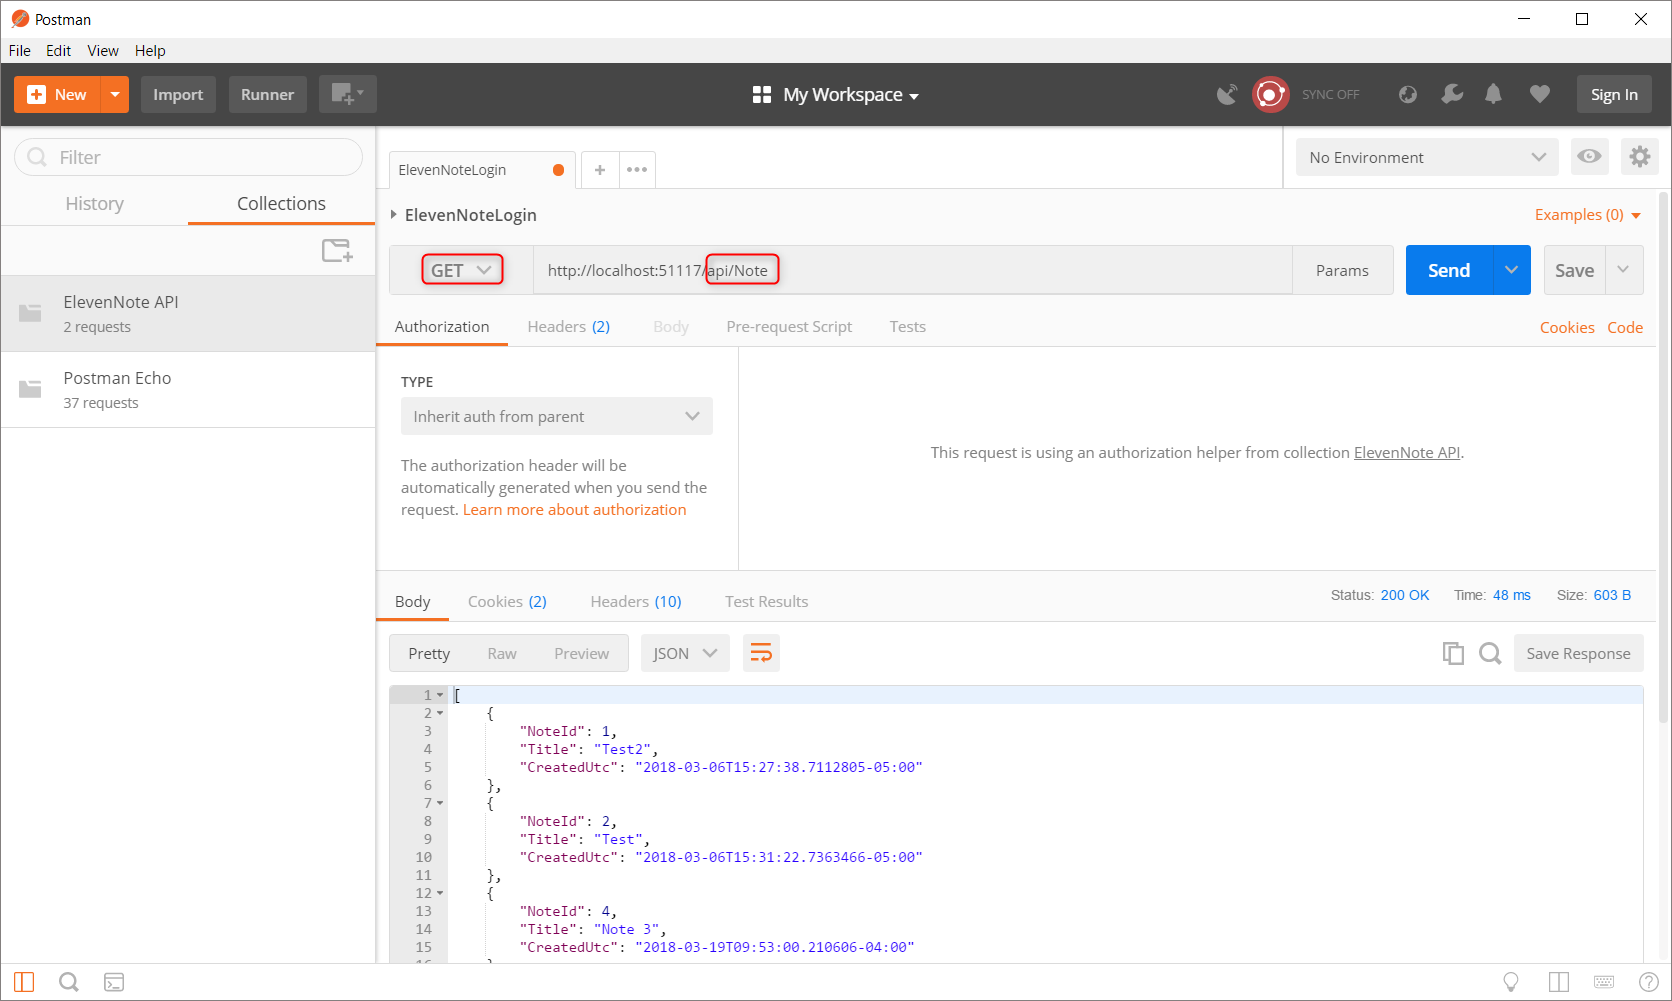 Postman
File Edit View Help
New Import Runner My Workspace SYNC OFF Sign In
Filter
History Collections
ElevenNote API
2 requests
Postman Echo
37 requests
ElevenNoteLogin + ••• No Environment
ElevenNoteLogin Examples (0)
GET http://localhost:51117/api/Note Params Send Save
Authorization Headers (2) Body Pre-request Script Tests Cookies Code
TYPE
Inherit auth from parent
The authorization header will be
automatically generated when you send the
request. Learn more about authorization
This request is using an authorization helper from collection ElevenNote API.
Body Cookies (2) Headers (10) Test Results Status: 200 OK Time: 48 ms Size: 603 B
Pretty Raw Preview JSON Save Response
1 [
2 {
3 "NoteId": 1,
4 "Title": "Test2",
5 "CreatedUtc": "2018-03-06T15:27:38.7112805-05:00"
6 },
7 {
8 "NoteId": 2,
9 "Title": "Test",
10 "CreatedUtc": "2018-03-06T15:31:22.7363466-05:00"
11 },
12 {
13 "NoteId": 4,
14 "Title": "Note 3",
15 "CreatedUtc": "2018-03-19T09:53:00.210606-04:00"